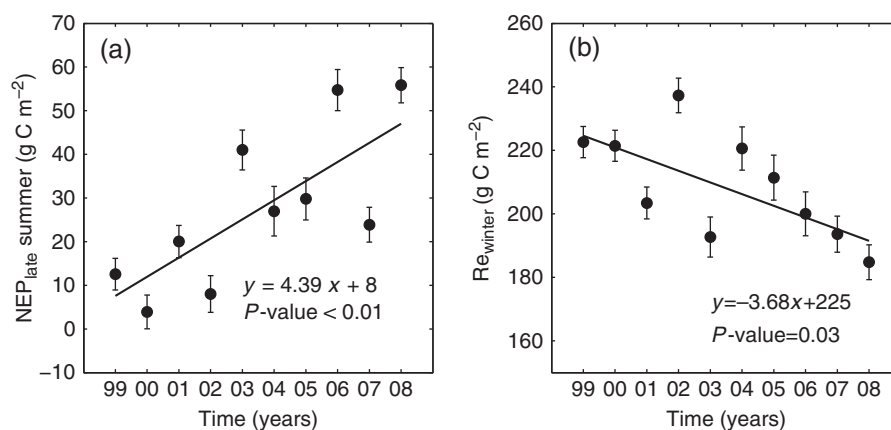 (a)
NEP_late summer (g C m⁻²)
70
60
50
40
30
20
10
0
−10
y = 4.39 x + 8
P-value < 0.01
99 00 01 02 03 04 05 06 07 08
Time (years)
(b)
Re_winter (g C m⁻²)
260
240
220
200
180
160
y=−3.68x+225
P-value=0.03
99 00 01 02 03 04 05 06 07 08
Time (years)